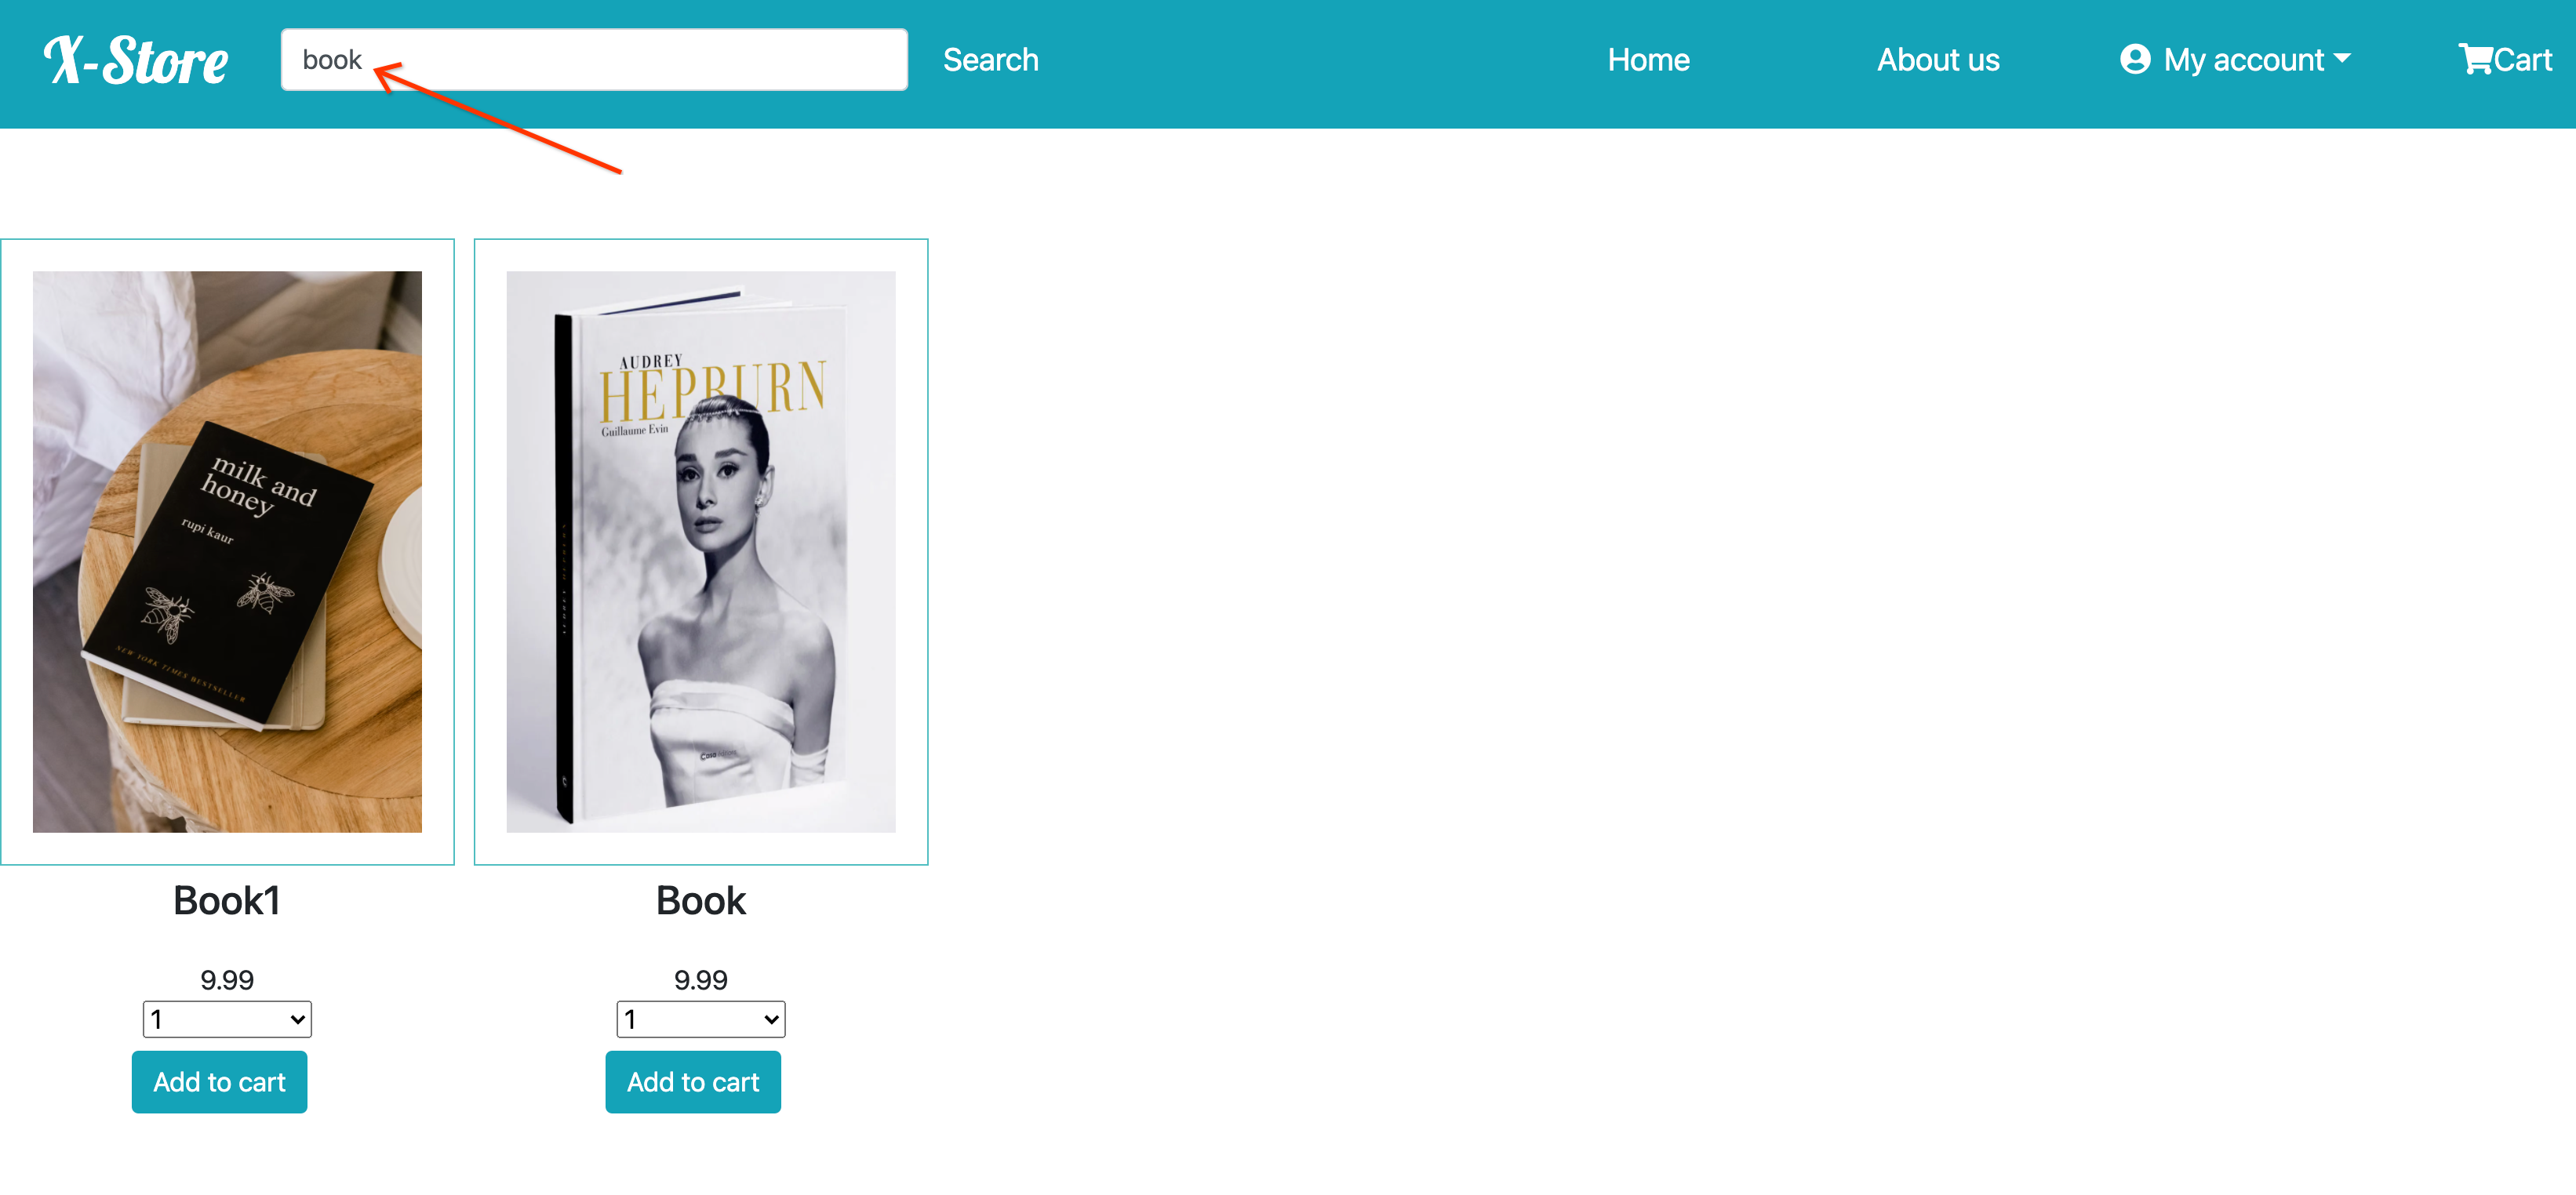 X-Store
book
Search
Home
About us
My account
Cart
milk and
honey
rupi kaur
NEW YORK TIMES BESTSELLER
AUDREY
HEPBURN
Guillaume Evin
Book1
Book
9.99
9.99
1
1
Add to cart
Add to cart